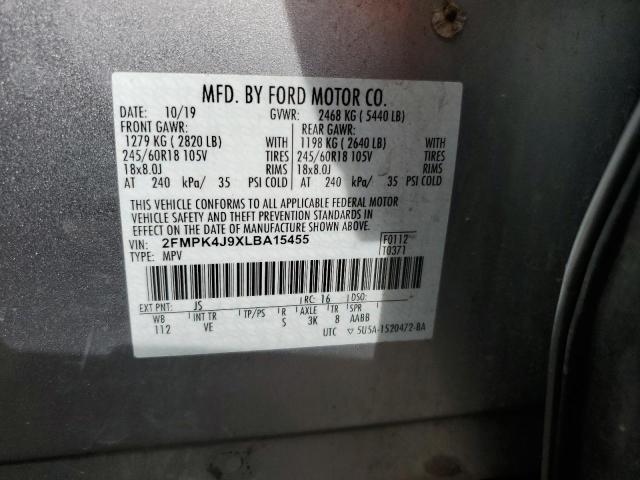 MFD. BY FORD MOTOR CO.
DATE: 10/19 GVWR: 2468 KG ( 5440 LB)
FRONT GAWR: REAR GAWR:
1279 KG ( 2820 LB) WITH 1198 KG ( 2640 LB) WITH
245/60R18 105V TIRES 245/60R18 105V TIRES
18x8.0J RIMS 18x8.0J RIMS
AT 240 kPa/ 35 PSI COLD AT 240 kPa/ 35 PSI COLD
THIS VEHICLE CONFORMS TO ALL APPLICABLE FEDERAL MOTOR
VEHICLE SAFETY AND THEFT PREVENTION STANDARDS IN
EFFECT ON THE DATE OF MANUFACTURE SHOWN ABOVE.
VIN: 2FMPK4J9XLBA15455 F0112
TYPE: MPV T0371
EXT PNT: JS RC: 16 DSO:
WB INT TR TP/PS R AXLE TR SPR
112 VE S 3K 8 AABB
UTC ▽ 5U5A-1520472-BA